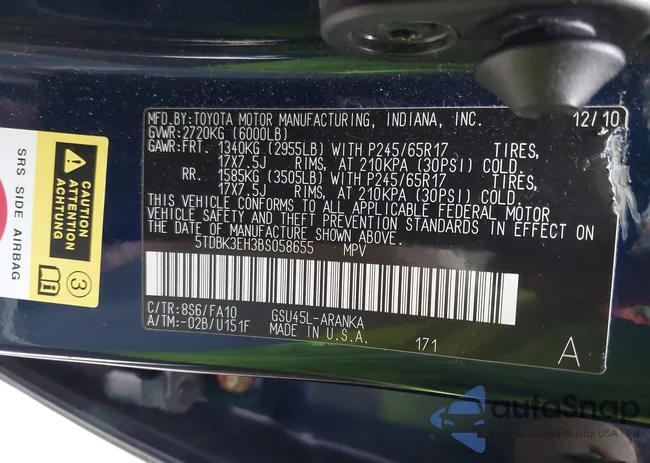 MFD.BY:TOYOTA MOTOR MANUFACTURING, INDIANA, INC. 12/10
GVWR:2720KG (6000LB)
GAWR:FRT. 1340KG (2955LB) WITH P245/65R17 TIRES,
17X7.5J RIMS, AT 210KPA (30PSI) COLD.
RR. 1585KG (3505LB) WITH P245/65R17 TIRES,
17X7.5J RIMS, AT 210KPA (30PSI) COLD.
THIS VEHICLE CONFORMS TO ALL APPLICABLE FEDERAL MOTOR
VEHICLE SAFETY AND THEFT PREVENTION STANDARDS IN EFFECT ON
THE DATE OF MANUFACTURE SHOWN ABOVE.
5TDBK3EH3BS058655 MPV
C/TR:8S6/FA10 GSU45L-ARANKA
A/TM:-02B/U151F MADE IN U.S.A. 171 A
SRS SIDE AIRBAG
CAUTION
ATTENTION
ACHTUNG
3
autoSnap